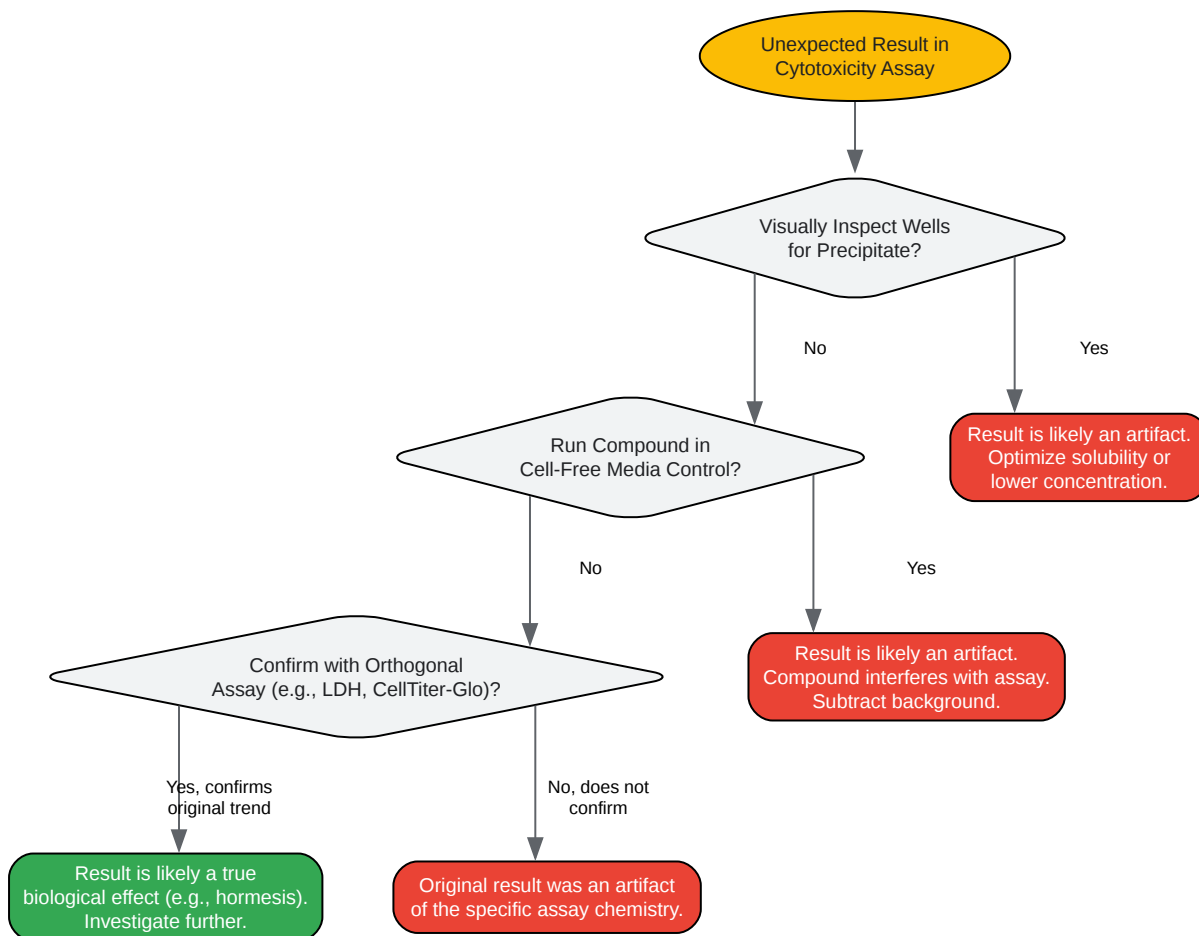 Unexpected Result in
Cytotoxicity Assay
Visually Inspect Wells
for Precipitate?
No
Yes
Run Compound in
Cell-Free Media Control?
Result is likely an artifact.
Optimize solubility or
lower concentration.
No
Yes
Confirm with Orthogonal
Assay (e.g., LDH, CellTiter-Glo)?
Result is likely an artifact.
Compound interferes with assay.
Subtract background.
Yes, confirms
original trend
No, does not
confirm
Result is likely a true
biological effect (e.g., hormesis).
Investigate further.
Original result was an artifact
of the specific assay chemistry.